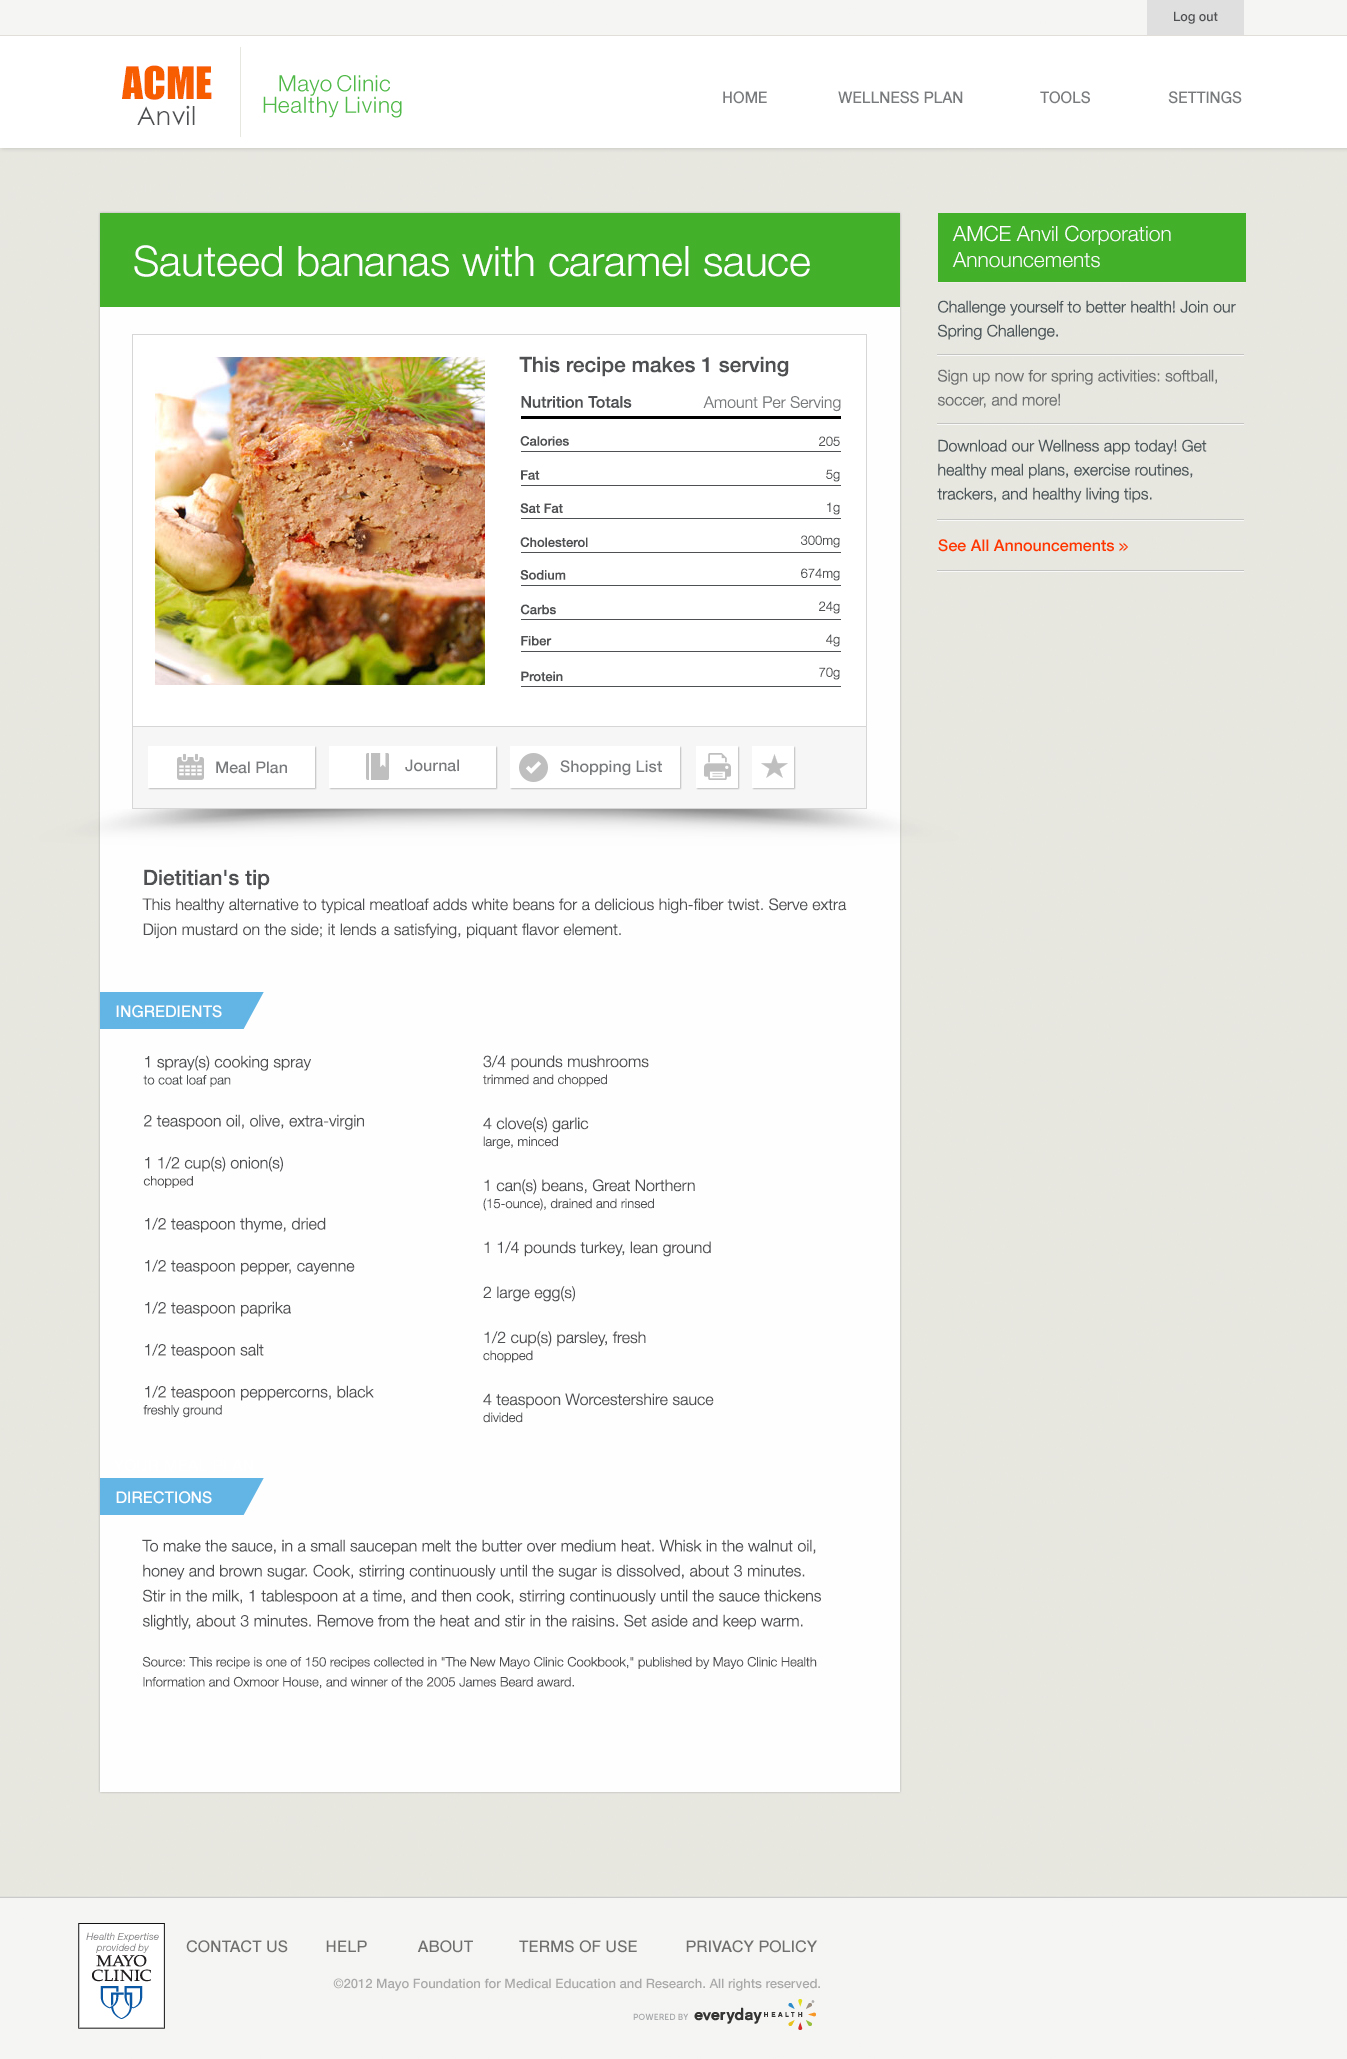 Log out
ACME
Anvil
Mayo Clinic
Healthy Living
HOME
WELLNESS PLAN
TOOLS
SETTINGS
Sauteed bananas with caramel sauce
This recipe makes 1 serving
Nutrition Totals Amount Per Serving
Calories 205
Fat 5g
Sat Fat 1g
Cholesterol 300mg
Sodium 674mg
Carbs 24g
Fiber 4g
Protein 70g
Meal Plan
Journal
Shopping List
AMCE Anvil Corporation
Announcements
Challenge yourself to better health! Join our
Spring Challenge.
Sign up now for spring activities: softball,
soccer, and more!
Download our Wellness app today! Get
healthy meal plans, exercise routines,
trackers, and healthy living tips.
See All Announcements »
Dietitian's tip
This healthy alternative to typical meatloaf adds white beans for a delicious high-fiber twist. Serve extra
Dijon mustard on the side; it lends a satisfying, piquant flavor element.
INGREDIENTS
1 spray(s) cooking spray
to coat loaf pan
2 teaspoon oil, olive, extra-virgin
1 1/2 cup(s) onion(s)
chopped
1/2 teaspoon thyme, dried
1/2 teaspoon pepper, cayenne
1/2 teaspoon paprika
1/2 teaspoon salt
1/2 teaspoon peppercorns, black
freshly ground
3/4 pounds mushrooms
trimmed and chopped
4 clove(s) garlic
large, minced
1 can(s) beans, Great Northern
(15-ounce), drained and rinsed
1 1/4 pounds turkey, lean ground
2 large egg(s)
1/2 cup(s) parsley, fresh
chopped
4 teaspoon Worcestershire sauce
divided
DIRECTIONS
To make the sauce, in a small saucepan melt the butter over medium heat. Whisk in the walnut oil,
honey and brown sugar. Cook, stirring continuously until the sugar is dissolved, about 3 minutes.
Stir in the milk, 1 tablespoon at a time, and then cook, stirring continuously until the sauce thickens
slightly, about 3 minutes. Remove from the heat and stir in the raisins. Set aside and keep warm.
Source: This recipe is one of 150 recipes collected in "The New Mayo Clinic Cookbook," published by Mayo Clinic Health
Information and Oxmoor House, and winner of the 2005 James Beard award.
Health Expertise
provided by
MAYO
CLINIC
CONTACT US
HELP
ABOUT
TERMS OF USE
PRIVACY POLICY
©2012 Mayo Foundation for Medical Education and Research. All rights reserved.
POWERED BY everyday HEALTH